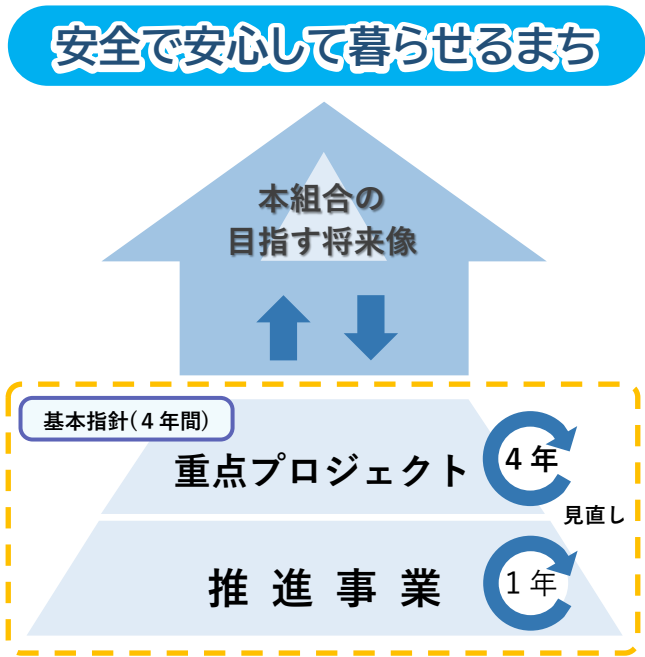 安全で安心して暮らせるまち
本組合の
目指す将来像
基本指針(4年間)
重点プロジェクト
4年
見直し
推進事業
1年